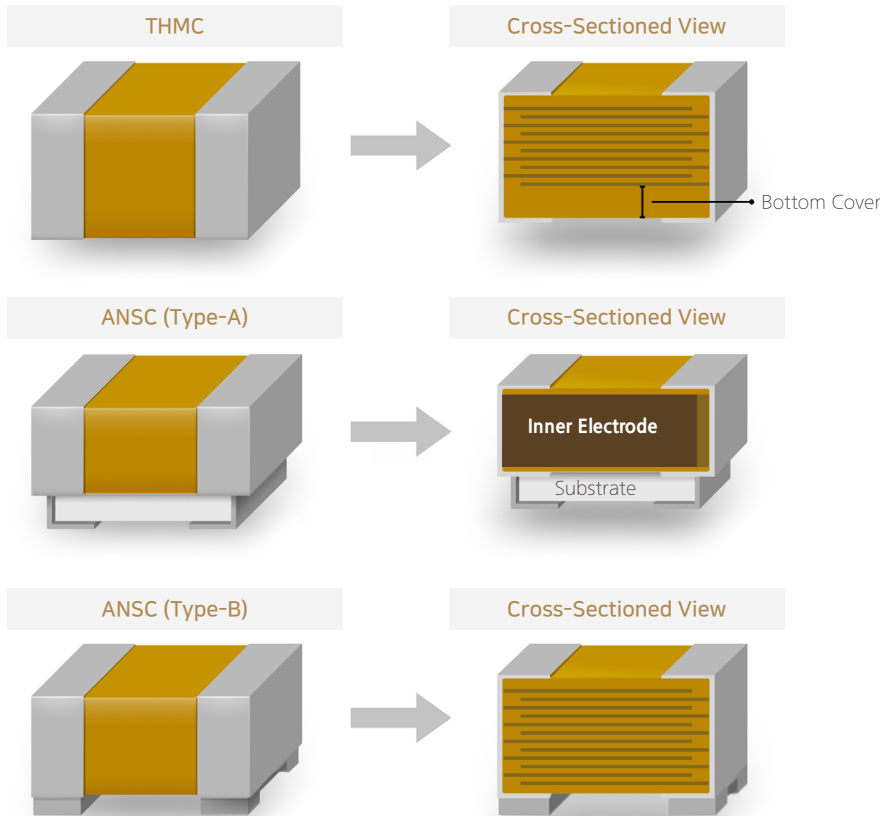 THMC
Cross-Sectioned View
Bottom Cover
ANSC (Type-A)
Cross-Sectioned View
Inner Electrode
Substrate
ANSC (Type-B)
Cross-Sectioned View